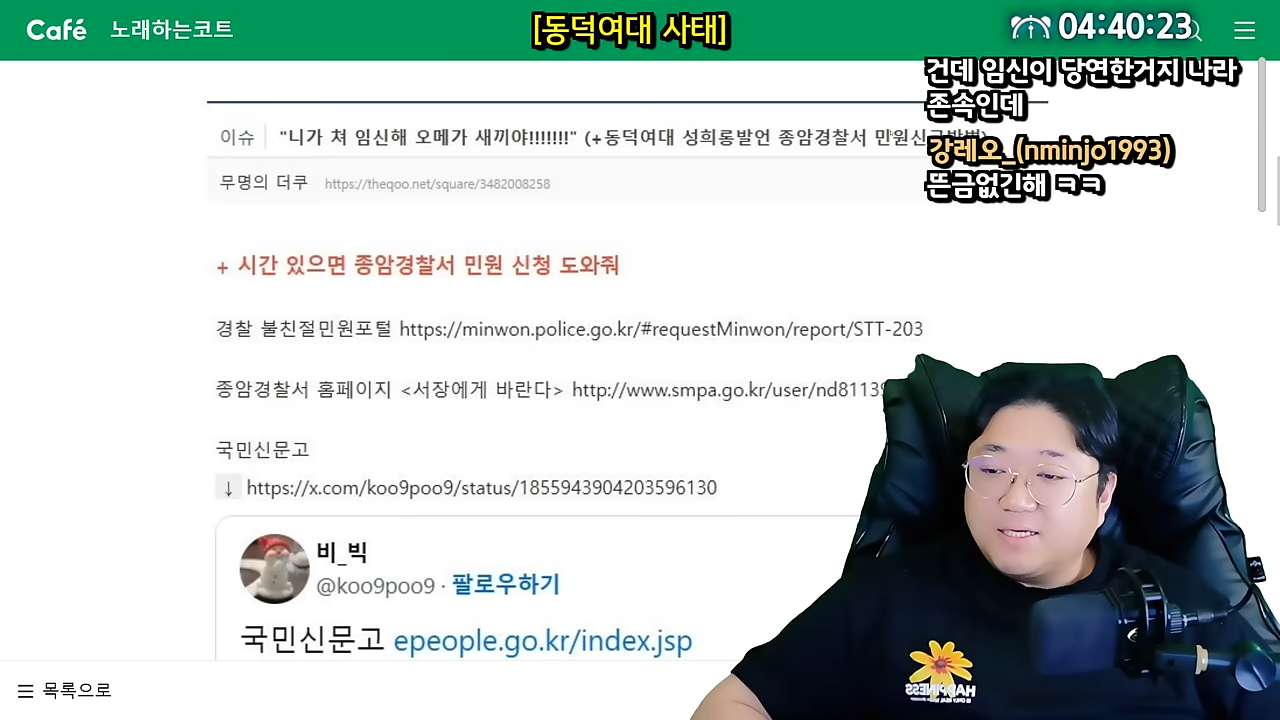 Café 노래하는코트
[동덕여대 사태]
04:40:23
건데 임신이 당연한거지 나라
존속인데
강레오_(nminjo1993)
뜬금없긴해 ㅋㅋ
이슈 "니가 쳐 임신해 오메가 새끼야!!!!!!!" (+동덕여대 성희롱발언 종암경찰서 민원신고방법)
무명의 더쿠 https://theqoo.net/square/3482008258
+ 시간 있으면 종암경찰서 민원 신청 도와줘
경찰 불친절민원포털 https://minwon.police.go.kr/#requestMinwon/report/STT-203
종암경찰서 홈페이지 <서장에게 바란다> http://www.smpa.go.kr/user/nd81139
국민신문고
↓ https://x.com/koo9poo9/status/1855943904203596130
비_빅
@koo9poo9 · 팔로우하기
국민신문고 epeople.go.kr/index.jsp
HAPPINESS
목록으로